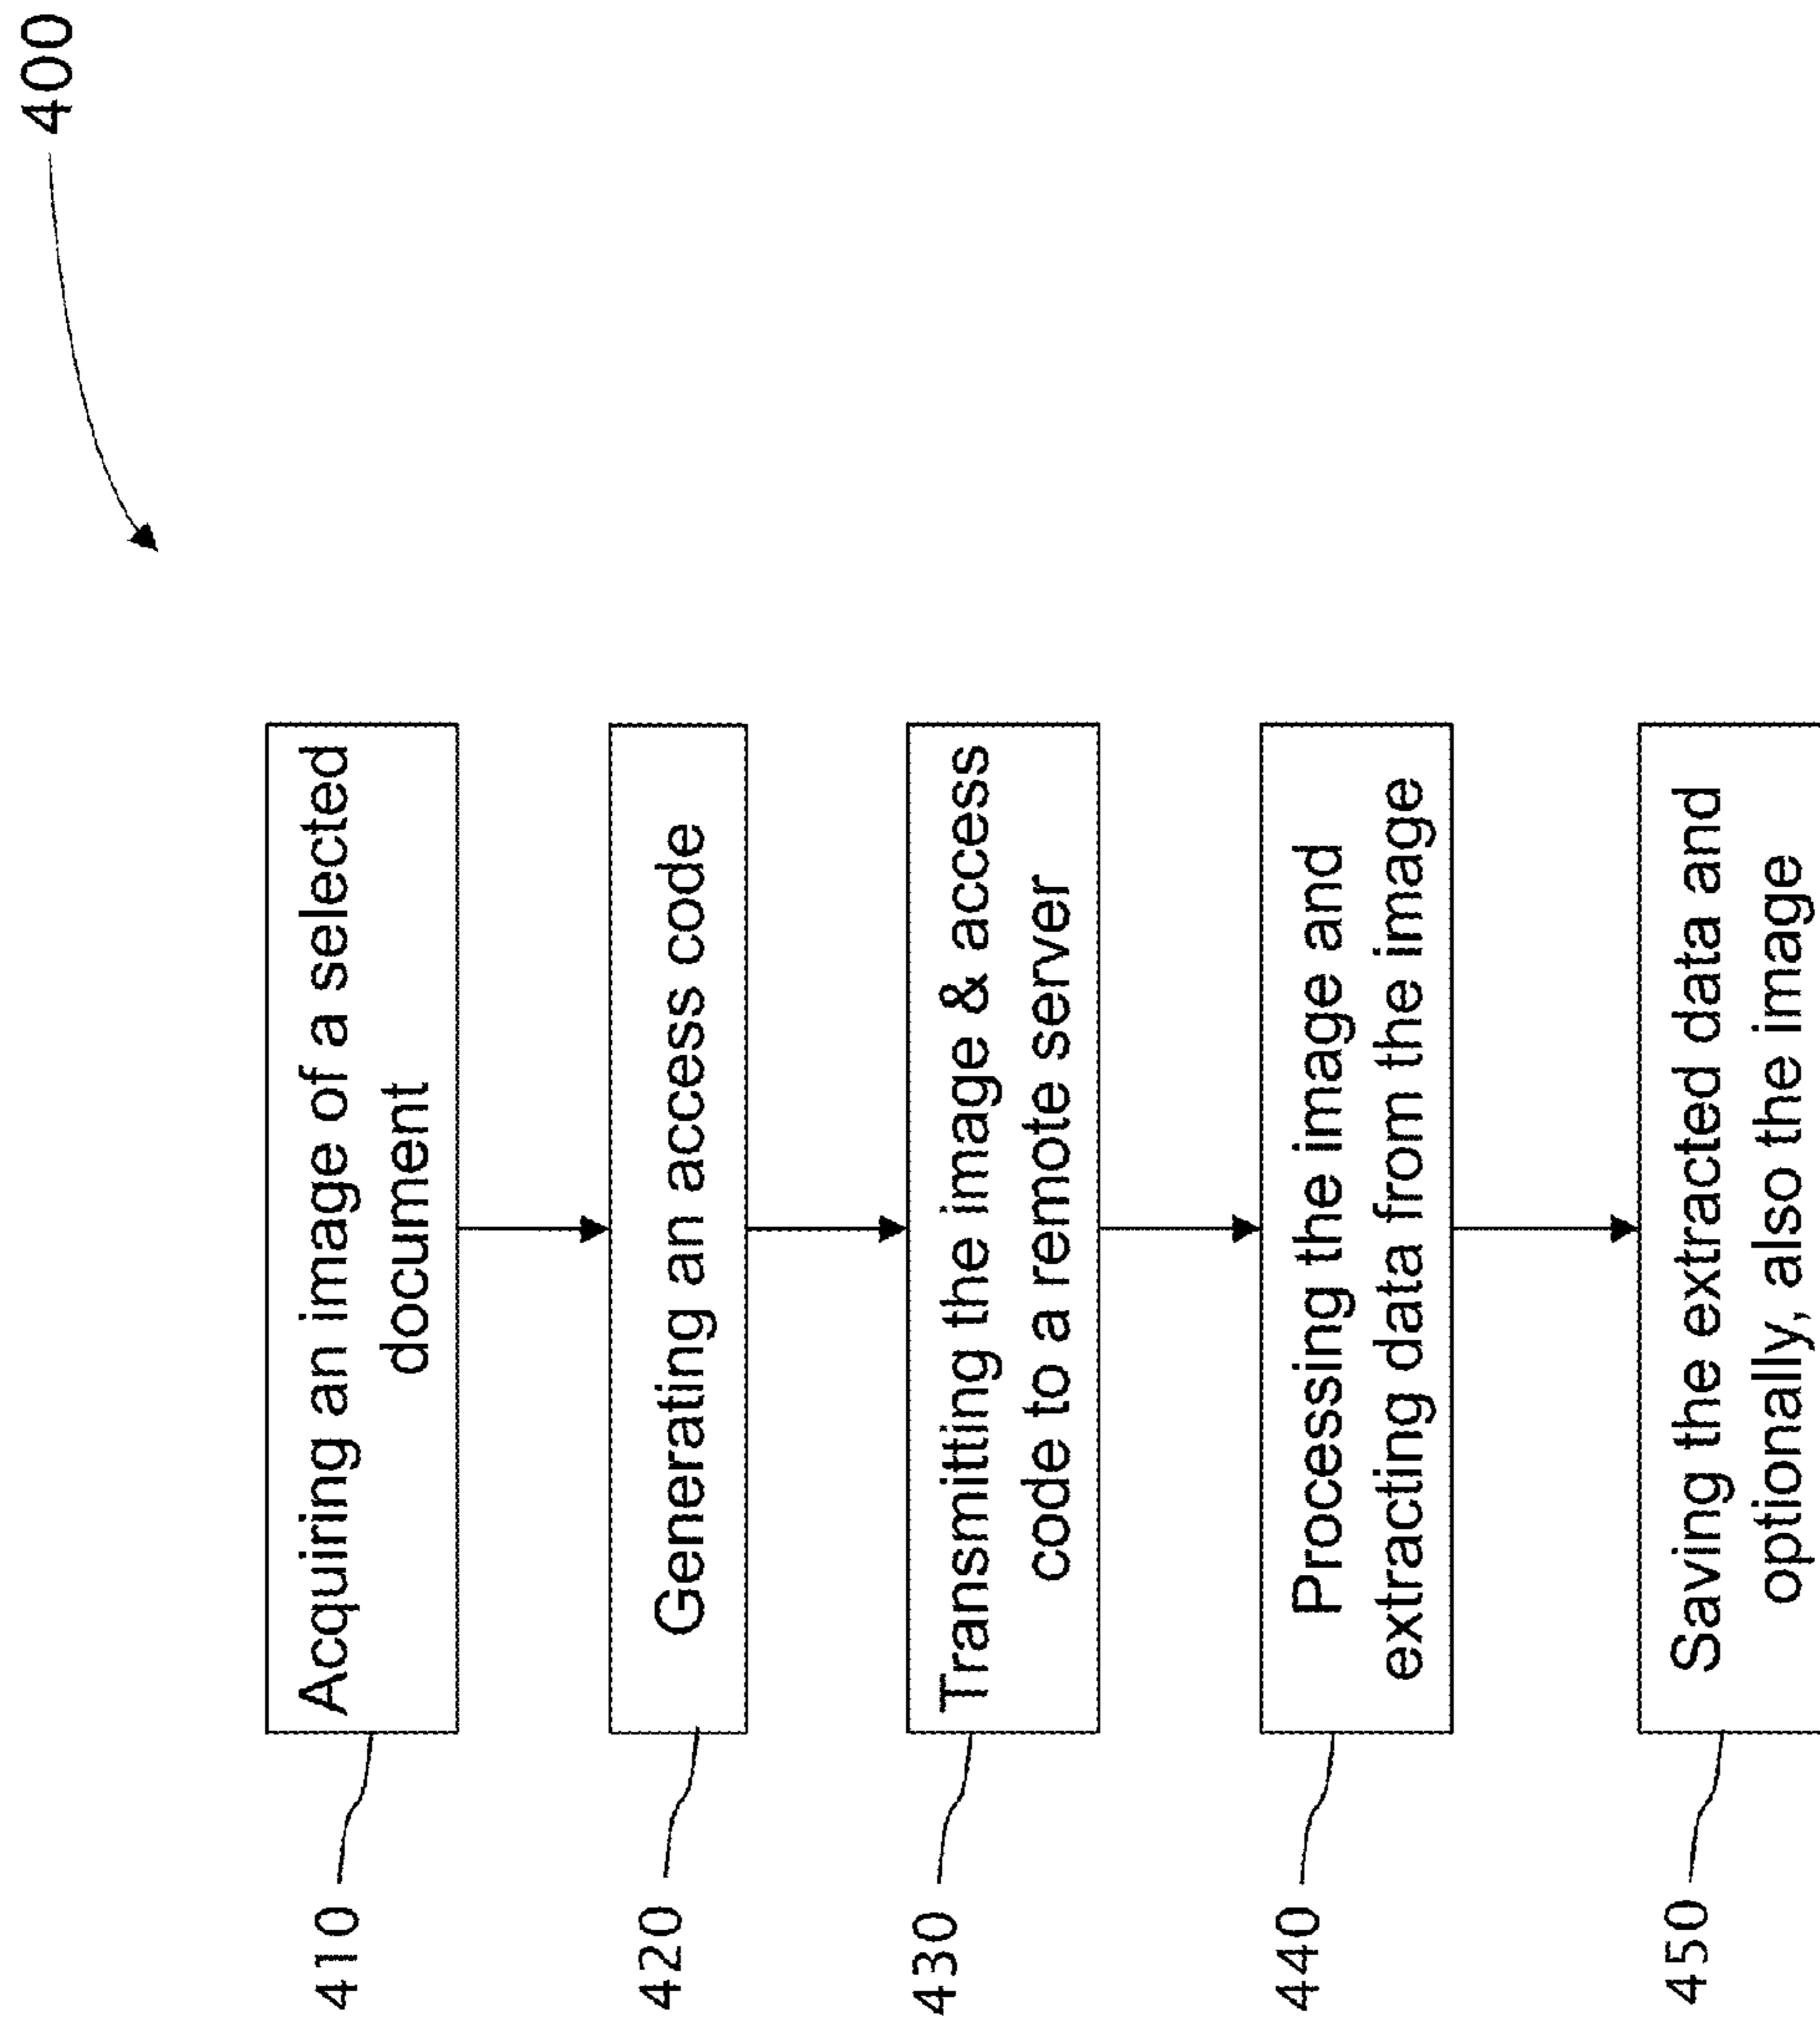 400
410
Acquiring an image of a selected
document
420
Generating an access code
430
Transmitting the image & access
code to a remote server
440
Processing the image and
extracting data from the image
450
Saving the extracted data and
optionally, also the image